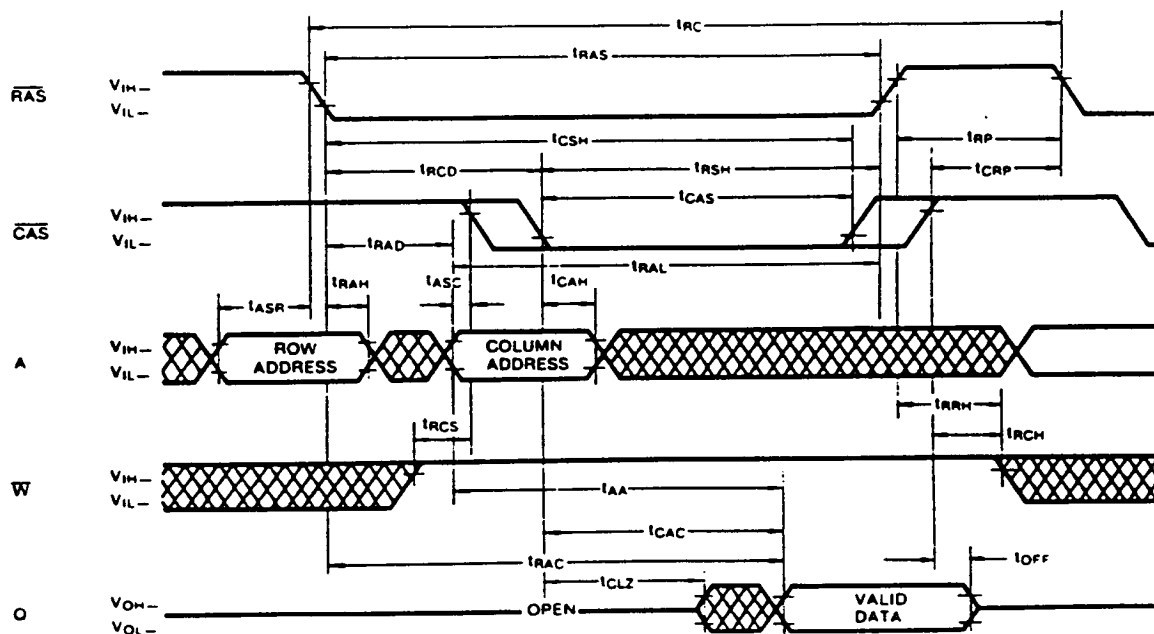 tRC
tRAS
RAS
VIH–
VIL–
tCSH
tRP
tRCD
tRSH
tCRP
tCAS
CAS
VIH–
VIL–
tRAD
tRAL
tASR
tRAH
tASC
tCAH
A
VIH–
VIL–
ROW
ADDRESS
COLUMN
ADDRESS
tRRH
tRCS
tRCH
W
VIH–
VIL–
tAA
tCAC
tRAC
tOFF
tCLZ
Q
VOH–
VOL–
OPEN
VALID
DATA